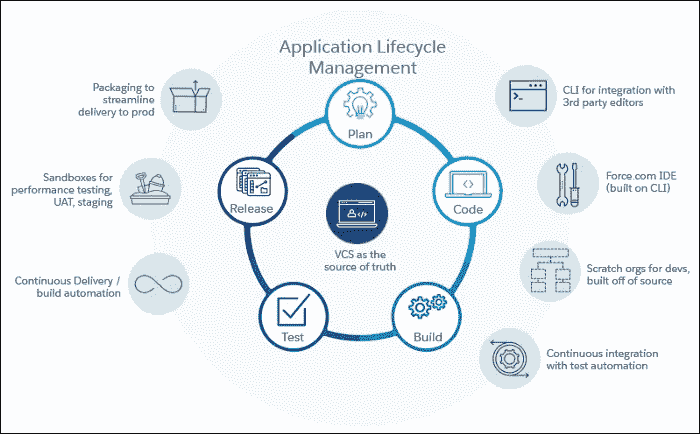 Application Lifecycle
Management
Packaging to
streamline
delivery to prod
Plan
CLI for integration with
3rd party editors
Sandboxes for
performance testing,
UAT, staging
Release
Code
Force.com IDE
(built on CLI)
VCS as the
source of truth
Continuous Delivery /
build automation
Test
Build
Scratch orgs for devs,
built off of source
Continuous integration
with test automation